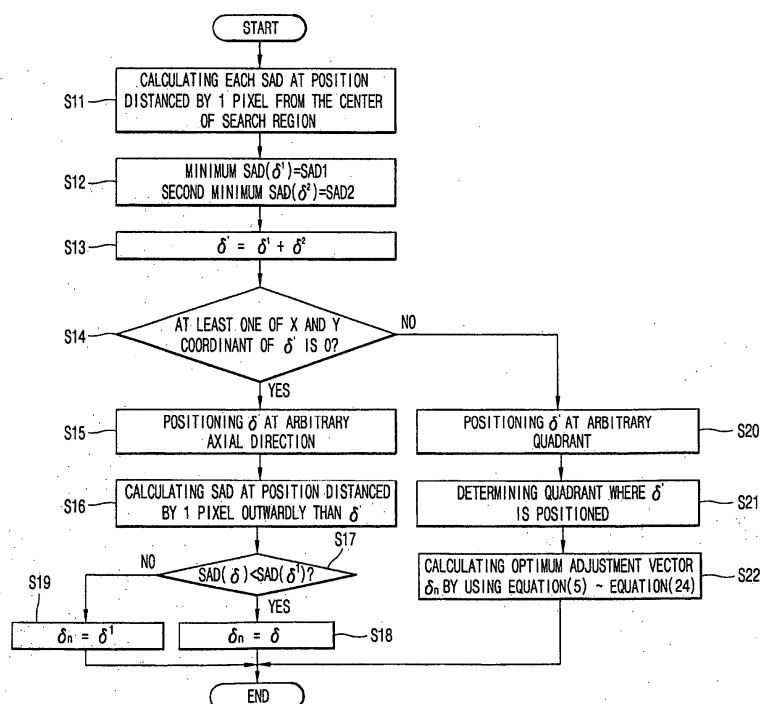 START
S11
CALCULATING EACH SAD AT POSITION
DISTANCED BY 1 PIXEL FROM THE CENTER
OF SEARCH REGION
S12
MINIMUM SAD(δ¹)=SAD1
SECOND MINIMUM SAD(δ²)=SAD2
S13
δ' = δ¹ + δ²
S14
AT LEAST ONE OF X AND Y
COORDINANT OF δ' IS 0?
NO
YES
S15
POSITIONING δ' AT ARBITRARY
AXIAL DIRECTION
POSITIONING δ' AT ARBITRARY
QUADRANT
S20
S16
CALCULATING SAD AT POSITION DISTANCED
BY 1 PIXEL OUTWARDLY THAN δ'
DETERMINING QUADRANT WHERE δ'
IS POSITIONED
S21
S17
NO
SAD(δ)<SAD(δ¹)?
YES
CALCULATING OPTIMUM ADJUSTMENT VECTOR
δn BY USING EQUATION(5) ~ EQUATION(24)
S22
S19
δn = δ¹
δn = δ
S18
END